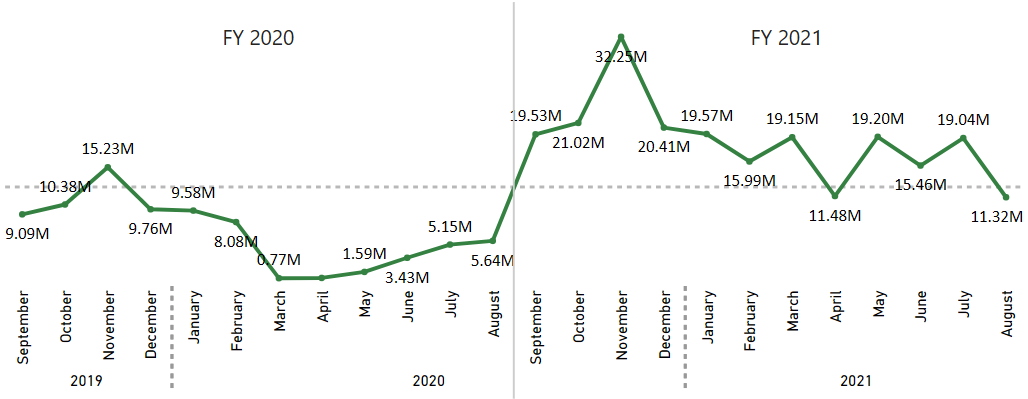 FY 2020
FY 2021
9.09M
10.38M
15.23M
9.76M
9.58M
8.08M
0.77M
1.59M
3.43M
5.15M
5.64M
19.53M
21.02M
32.25M
20.41M
19.57M
15.99M
19.15M
11.48M
19.20M
15.46M
19.04M
11.32M
September
October
November
December
January
February
March
April
May
June
July
August
September
October
November
December
January
February
March
April
May
June
July
August
2019
2020
2021